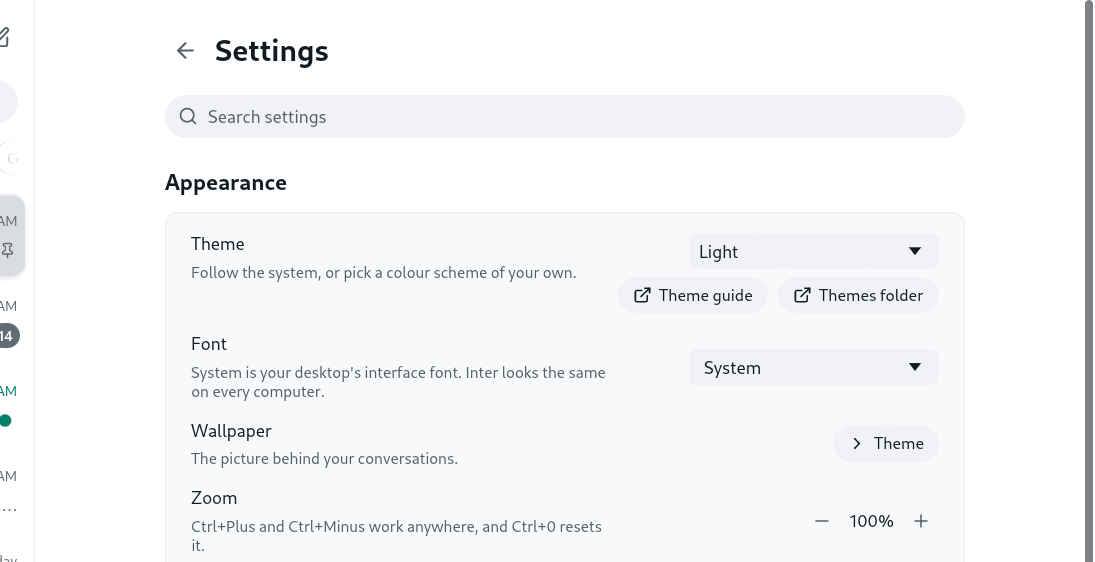 Settings
Search settings
Appearance
AM
Theme
Light
Follow the system, or pick a colour scheme of your own.
Theme guide
Themes folder
AM
14
Font
System is your desktop's interface font. Inter looks the same
on every computer.
System
AM
Wallpaper
The picture behind your conversations.
Theme
AM
Zoom
Ctrl+Plus and Ctrl+Minus work anywhere, and Ctrl+0 resets
it.
100%
...